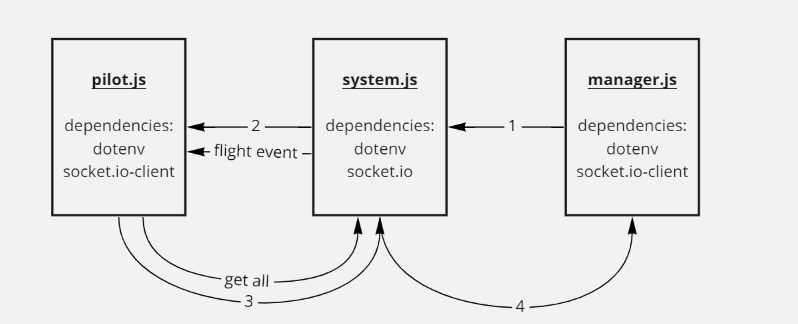 pilot.js
dependencies:
dotenv
socket.io-client
system.js
dependencies:
dotenv
socket.io
manager.js
dependencies:
dotenv
socket.io-client
2
flight event
1
get all
3
4